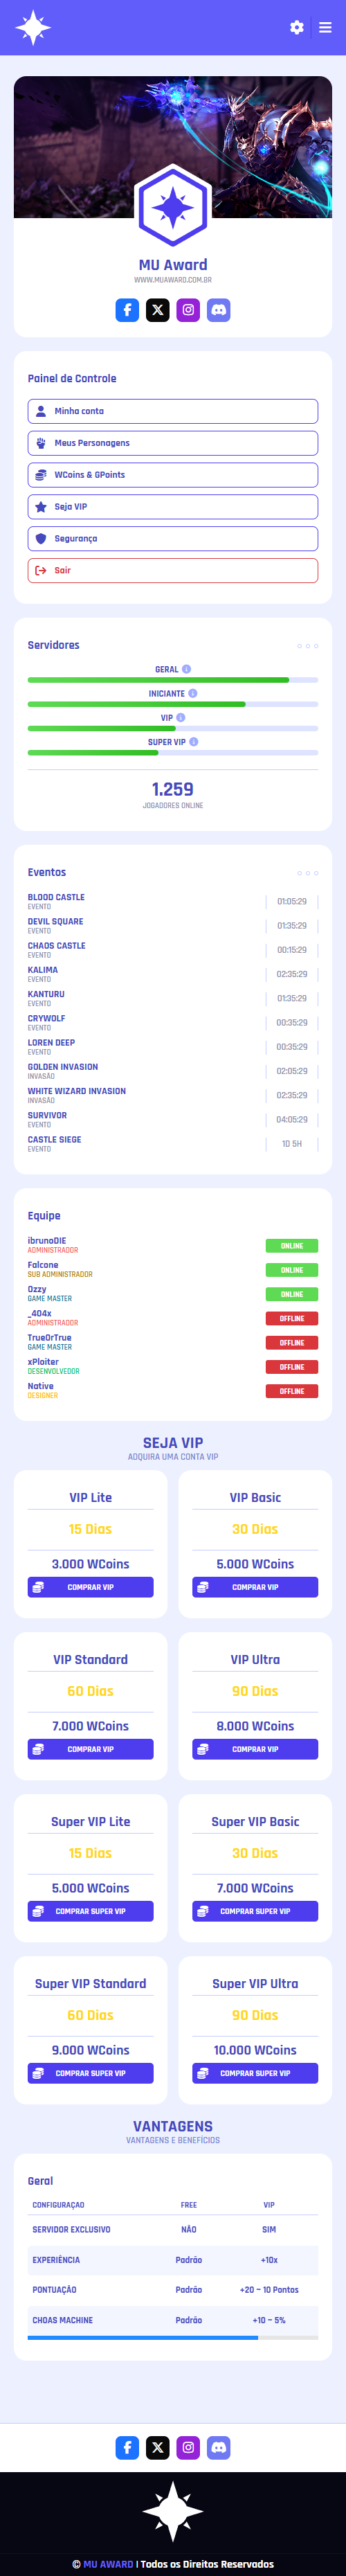 MU Award
WWW.MUAWARD.COM.BR
Painel de Controle
Minha conta
Meus Personagens
WCoins & GPoints
Seja VIP
Segurança
Sair
Servidores
GERAL
INICIANTE
VIP
SUPER VIP
1.259
JOGADORES ONLINE
Eventos
BLOOD CASTLE 01:05:29
EVENTO
DEVIL SQUARE 01:35:29
EVENTO
CHAOS CASTLE 00:15:29
EVENTO
KALIMA 02:35:29
EVENTO
KANTURU 01:35:29
EVENTO
CRYWOLF 00:35:29
EVENTO
LOREN DEEP 00:35:29
EVENTO
GOLDEN INVASION 02:05:29
INVASÃO
WHITE WIZARD INVASION 02:35:29
INVASÃO
SURVIVOR 04:05:29
EVENTO
CASTLE SIEGE 1D 5H
EVENTO
Equipe
ibrunoDIE ONLINE
ADMINISTRADOR
Falcone ONLINE
SUB ADMINISTRADOR
Ozzy ONLINE
GAME MASTER
_404x OFFLINE
ADMINISTRADOR
TrueOrTrue OFFLINE
GAME MASTER
xPloiter OFFLINE
DESENVOLVEDOR
Native OFFLINE
DESIGNER
SEJA VIP
ADQUIRA UMA CONTA VIP
VIP Lite
15 Dias
3.000 WCoins
COMPRAR VIP
VIP Basic
30 Dias
5.000 WCoins
COMPRAR VIP
VIP Standard
60 Dias
7.000 WCoins
COMPRAR VIP
VIP Ultra
90 Dias
8.000 WCoins
COMPRAR VIP
Super VIP Lite
15 Dias
5.000 WCoins
COMPRAR SUPER VIP
Super VIP Basic
30 Dias
7.000 WCoins
COMPRAR SUPER VIP
Super VIP Standard
60 Dias
9.000 WCoins
COMPRAR SUPER VIP
Super VIP Ultra
90 Dias
10.000 WCoins
COMPRAR SUPER VIP
VANTAGENS
VANTAGENS E BENEFÍCIOS
Geral
CONFIGURAÇAO FREE VIP
SERVIDOR EXCLUSIVO NÃO SIM
EXPERIÊNCIA Padrão +10x
PONTUAÇÃO Padrão +20 ~ 10 Pontos
CHOAS MACHINE Padrão +10 ~ 5%
© MU AWARD | Todos os Direitos Reservados